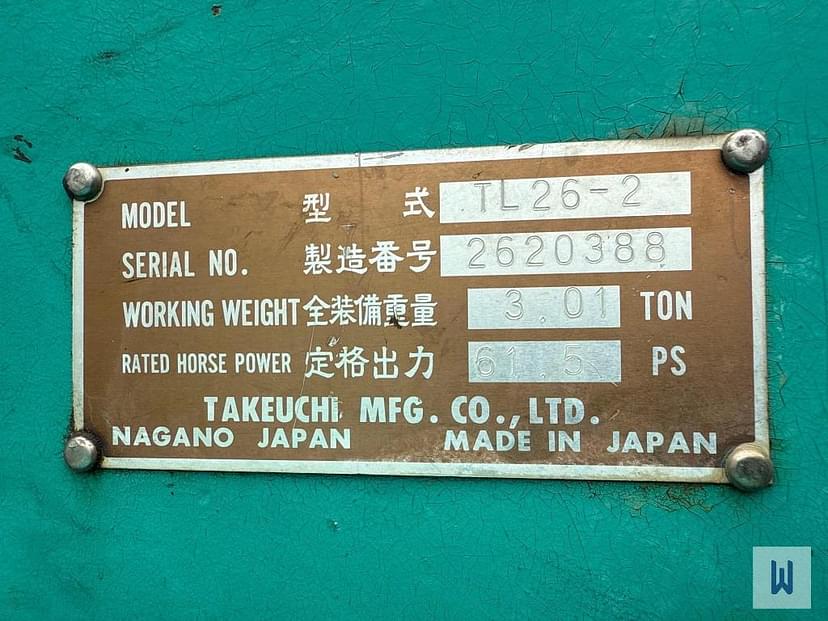 MODEL 型 式 TL26-2
SERIAL NO. 製造番号 2620388
WORKING WEIGHT 全装備重量 3.01 TON
RATED HORSE POWER 定格出力 61.5 PS
TAKEUCHI MFG. CO., LTD.
NAGANO JAPAN MADE IN JAPAN
W